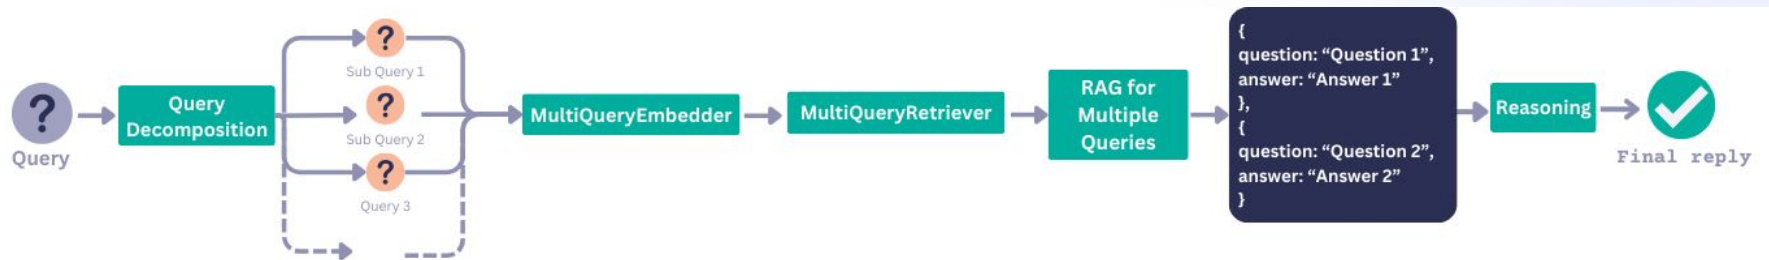 ?
Query
Query
Decomposition
?
Sub Query 1
?
Sub Query 2
?
Query 3
MultiQueryEmbedder
MultiQueryRetriever
RAG for
Multiple
Queries
{
question: “Question 1”,
answer: “Answer 1”
},
{
question: “Question 2”,
answer: “Answer 2”
}
Reasoning
Final reply